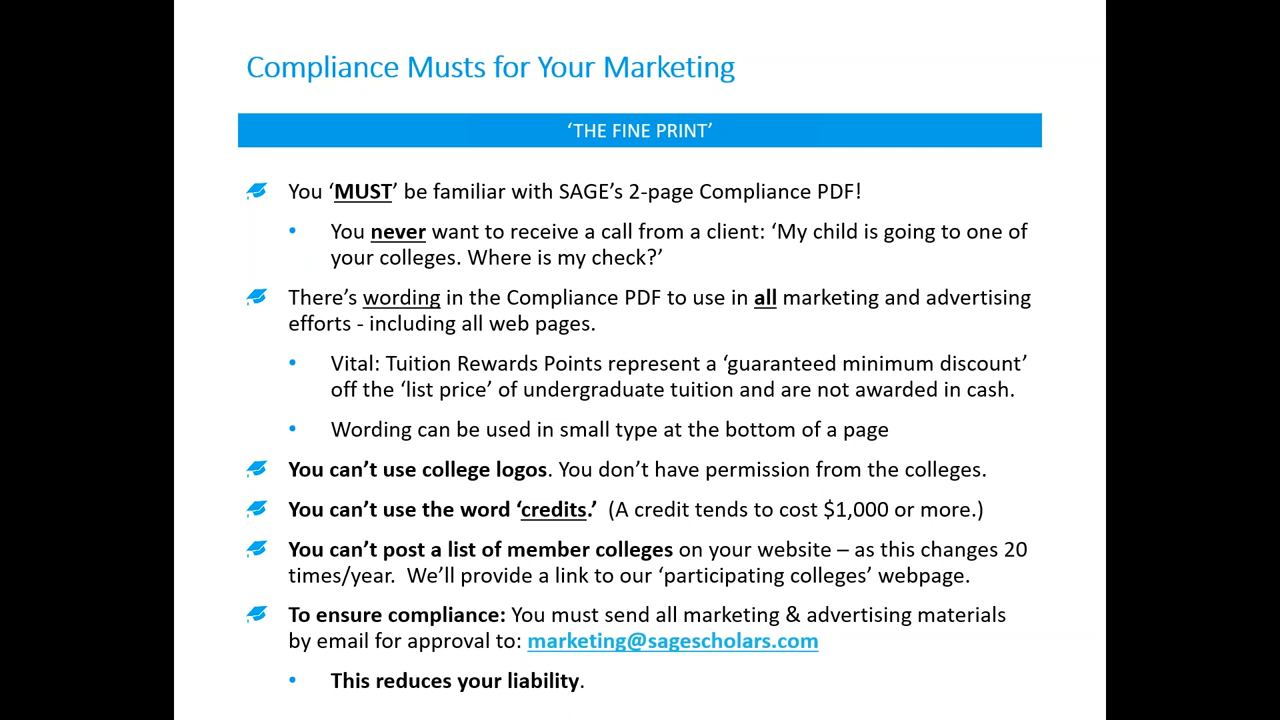 Compliance Musts for Your Marketing
‘THE FINE PRINT’
You ‘MUST’ be familiar with SAGE’s 2-page Compliance PDF!
• You never want to receive a call from a client: ‘My child is going to one of
your colleges. Where is my check?’
There’s wording in the Compliance PDF to use in all marketing and advertising
efforts - including all web pages.
• Vital: Tuition Rewards Points represent a ‘guaranteed minimum discount’
off the ‘list price’ of undergraduate tuition and are not awarded in cash.
• Wording can be used in small type at the bottom of a page
You can’t use college logos. You don’t have permission from the colleges.
You can’t use the word ‘credits.’ (A credit tends to cost $1,000 or more.)
You can’t post a list of member colleges on your website – as this changes 20
times/year. We’ll provide a link to our ‘participating colleges’ webpage.
To ensure compliance: You must send all marketing & advertising materials
by email for approval to: marketing@sagescholars.com
• This reduces your liability.